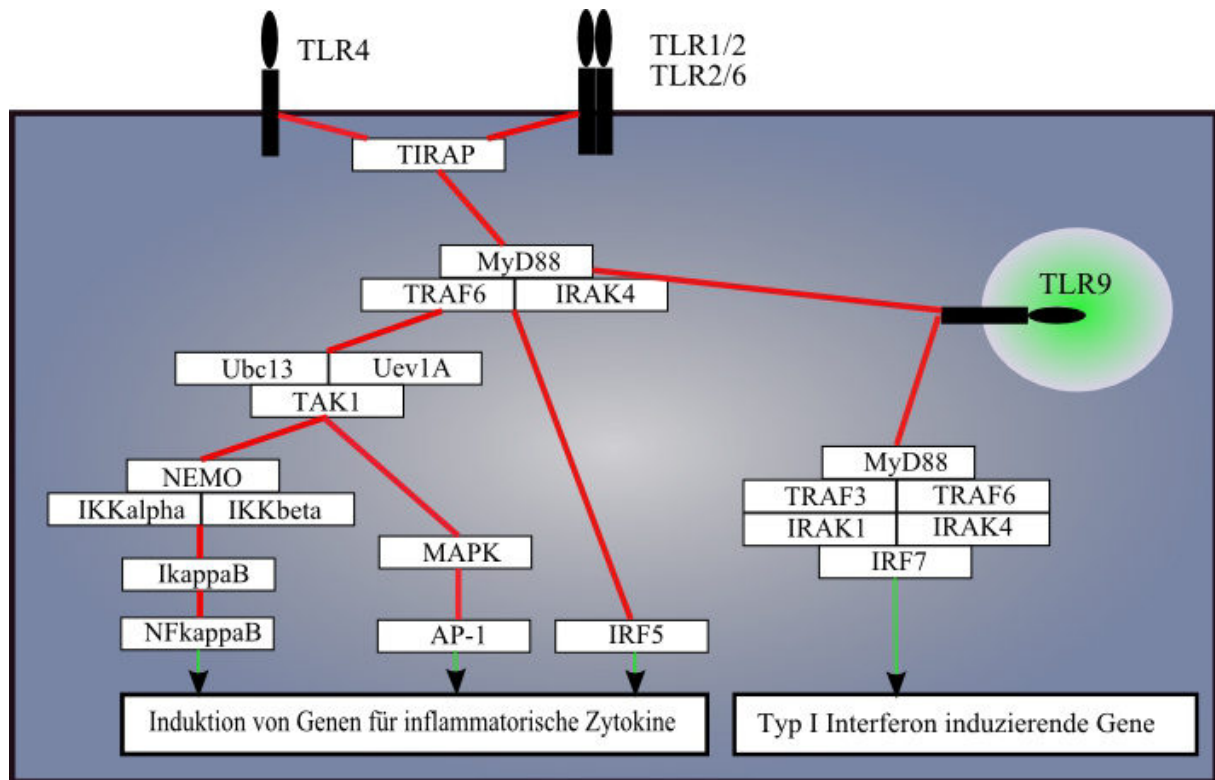 TLR4
TLR1/2
TLR2/6
TIRAP
MyD88
TRAF6 IRAK4
TLR9
Ubc13 Uev1A
TAK1
NEMO
IKKalpha IKKbeta
MyD88
TRAF3 TRAF6
IRAK1 IRAK4
IRF7
MAPK
IkappaB
NFkappaB
AP-1
IRF5
Induktion von Genen für inflammatorische Zytokine
Typ I Interferon induzierende Gene